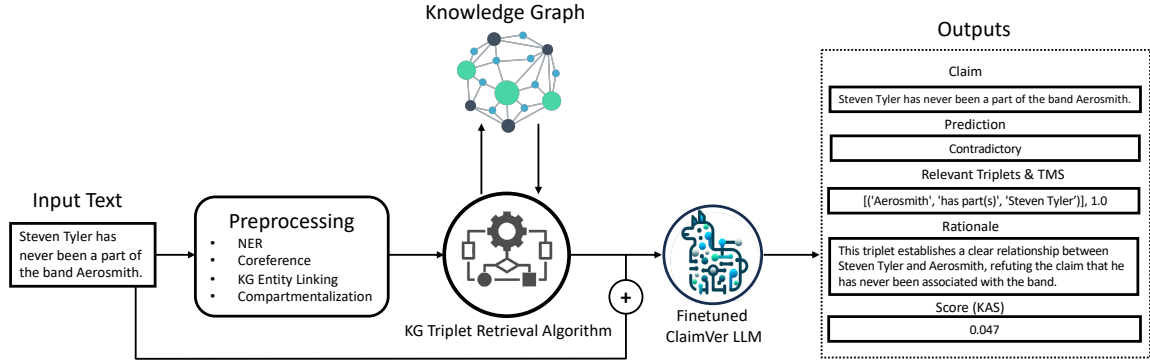 Knowledge Graph
Input Text
Steven Tyler has
never been a part of
the band Aerosmith.
Preprocessing
• NER
• Coreference
• KG Entity Linking
• Compartmentalization
KG Triplet Retrieval Algorithm
+
Finetuned
ClaimVer LLM
Outputs
Claim
Steven Tyler has never been a part of the band Aerosmith.
Prediction
Contradictory
Relevant Triplets & TMS
[('Aerosmith', 'has part(s)', 'Steven Tyler’)], 1.0
Rationale
This triplet establishes a clear relationship between
Steven Tyler and Aerosmith, refuting the claim that he
has never been associated with the band.
Score (KAS)
0.047